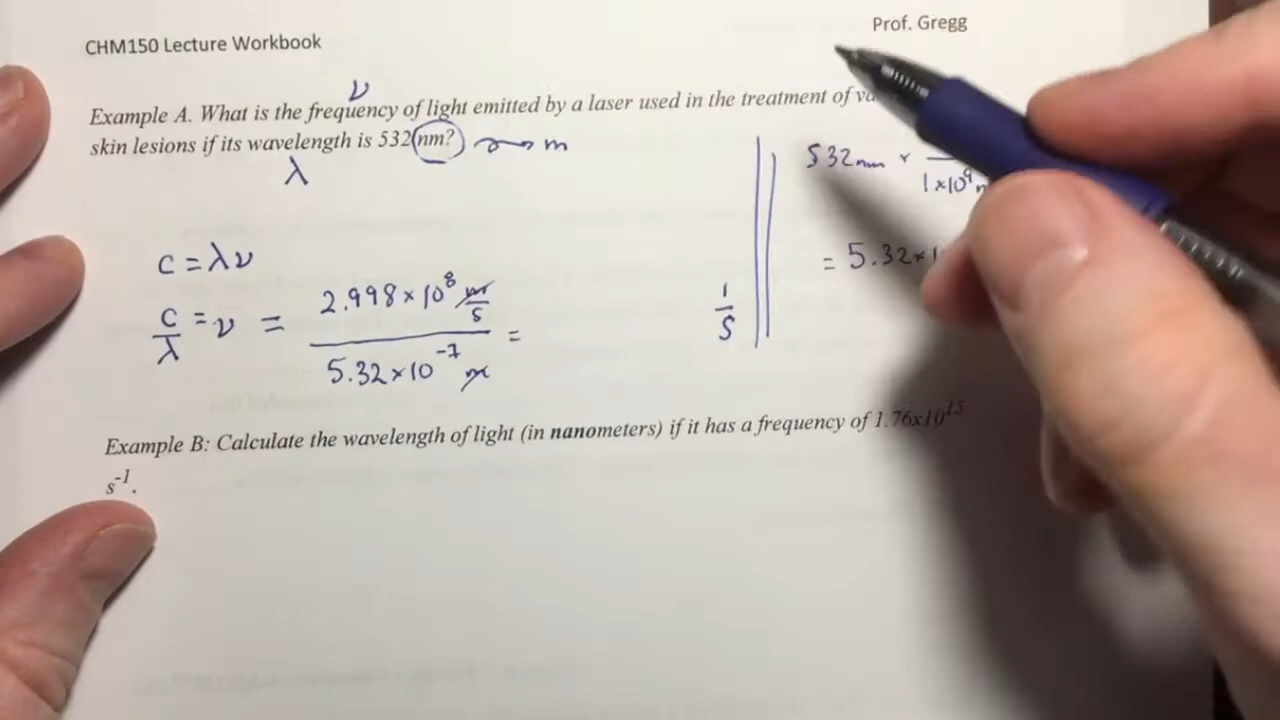 CHM150 Lecture Workbook
Prof. Gregg
ν
Example A. What is the frequency of light emitted by a laser used in the treatment of
skin lesions if its wavelength is 532 nm? m
λ
532 nm ×
1×10⁹
= 5.32×
c = λν
c/λ = ν = 2.998×10⁸ m/s / 5.32×10⁻⁷ m =
1/s
Example B: Calculate the wavelength of light (in nanometers) if it has a frequency of 1.76x10¹⁵
s⁻¹.